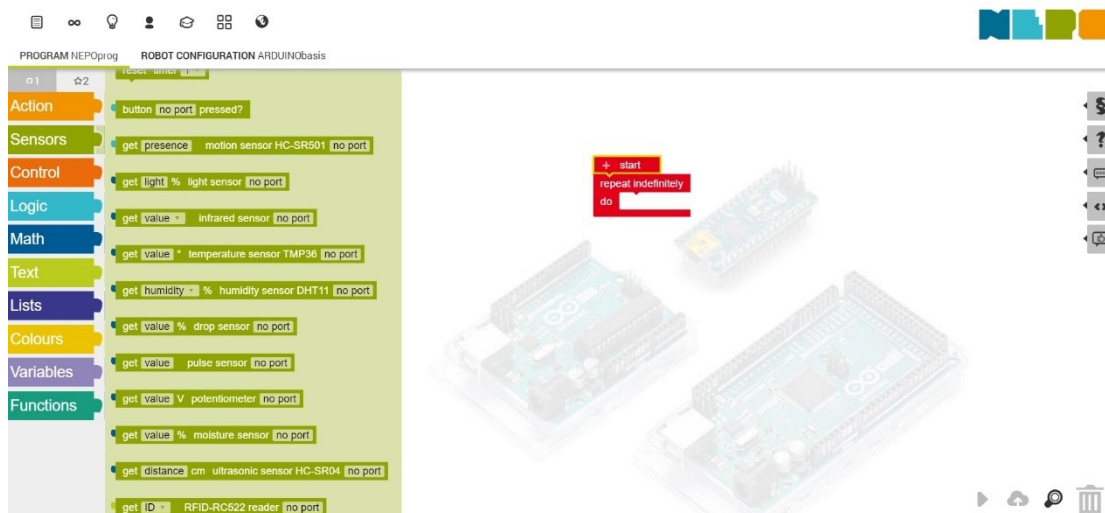 PROGRAM NEPOprog ROBOT CONFIGURATION ARDUINObasis
1 2
Action
Sensors
Control
Logic
Math
Text
Lists
Colours
Variables
Functions
reset timer 1
button no port pressed?
get presence motion sensor HC-SR501 no port
get light % light sensor no port
get value infrared sensor no port
get value ° temperature sensor TMP36 no port
get humidity % humidity sensor DHT11 no port
get value % drop sensor no port
get value pulse sensor no port
get value V potentiometer no port
get value % moisture sensor no port
get distance cm ultrasonic sensor HC-SR04 no port
get ID RFID-RC522 reader no port
+ start
repeat indefinitely
do
NEPO